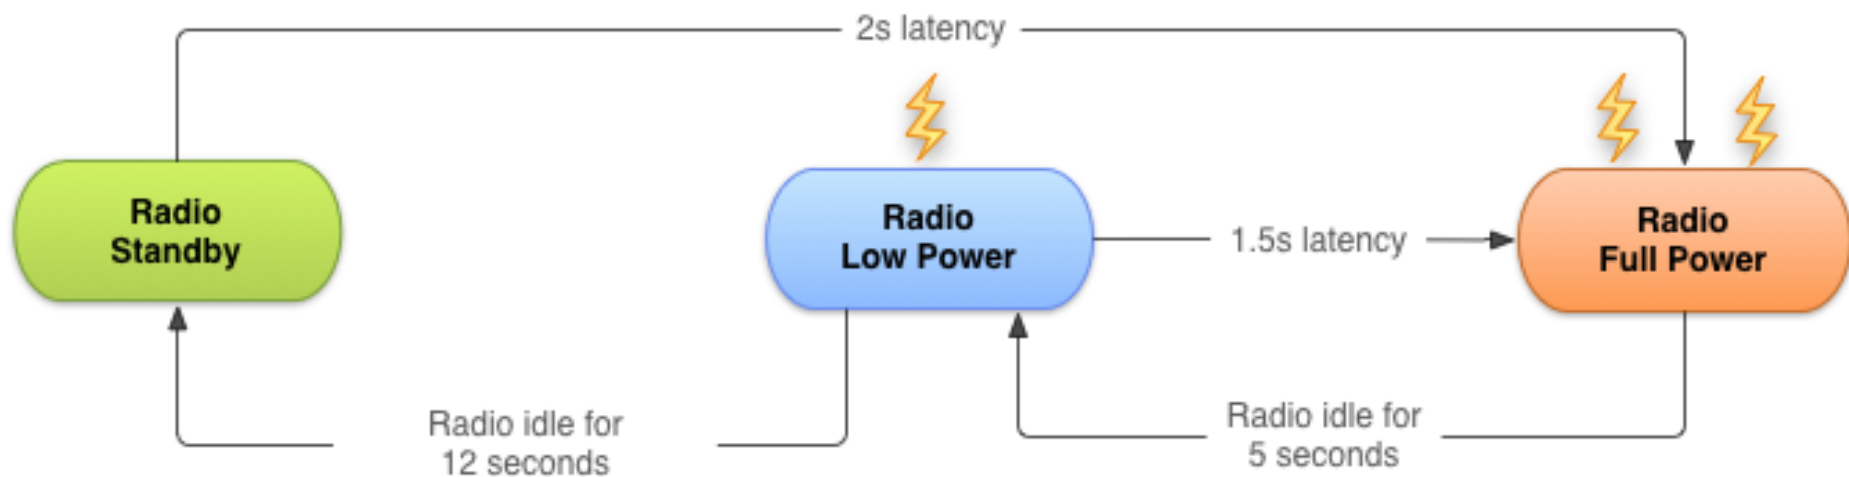 2s latency
Radio
Standby
Radio
Low Power
1.5s latency
Radio
Full Power
Radio idle for
12 seconds
Radio idle for
5 seconds